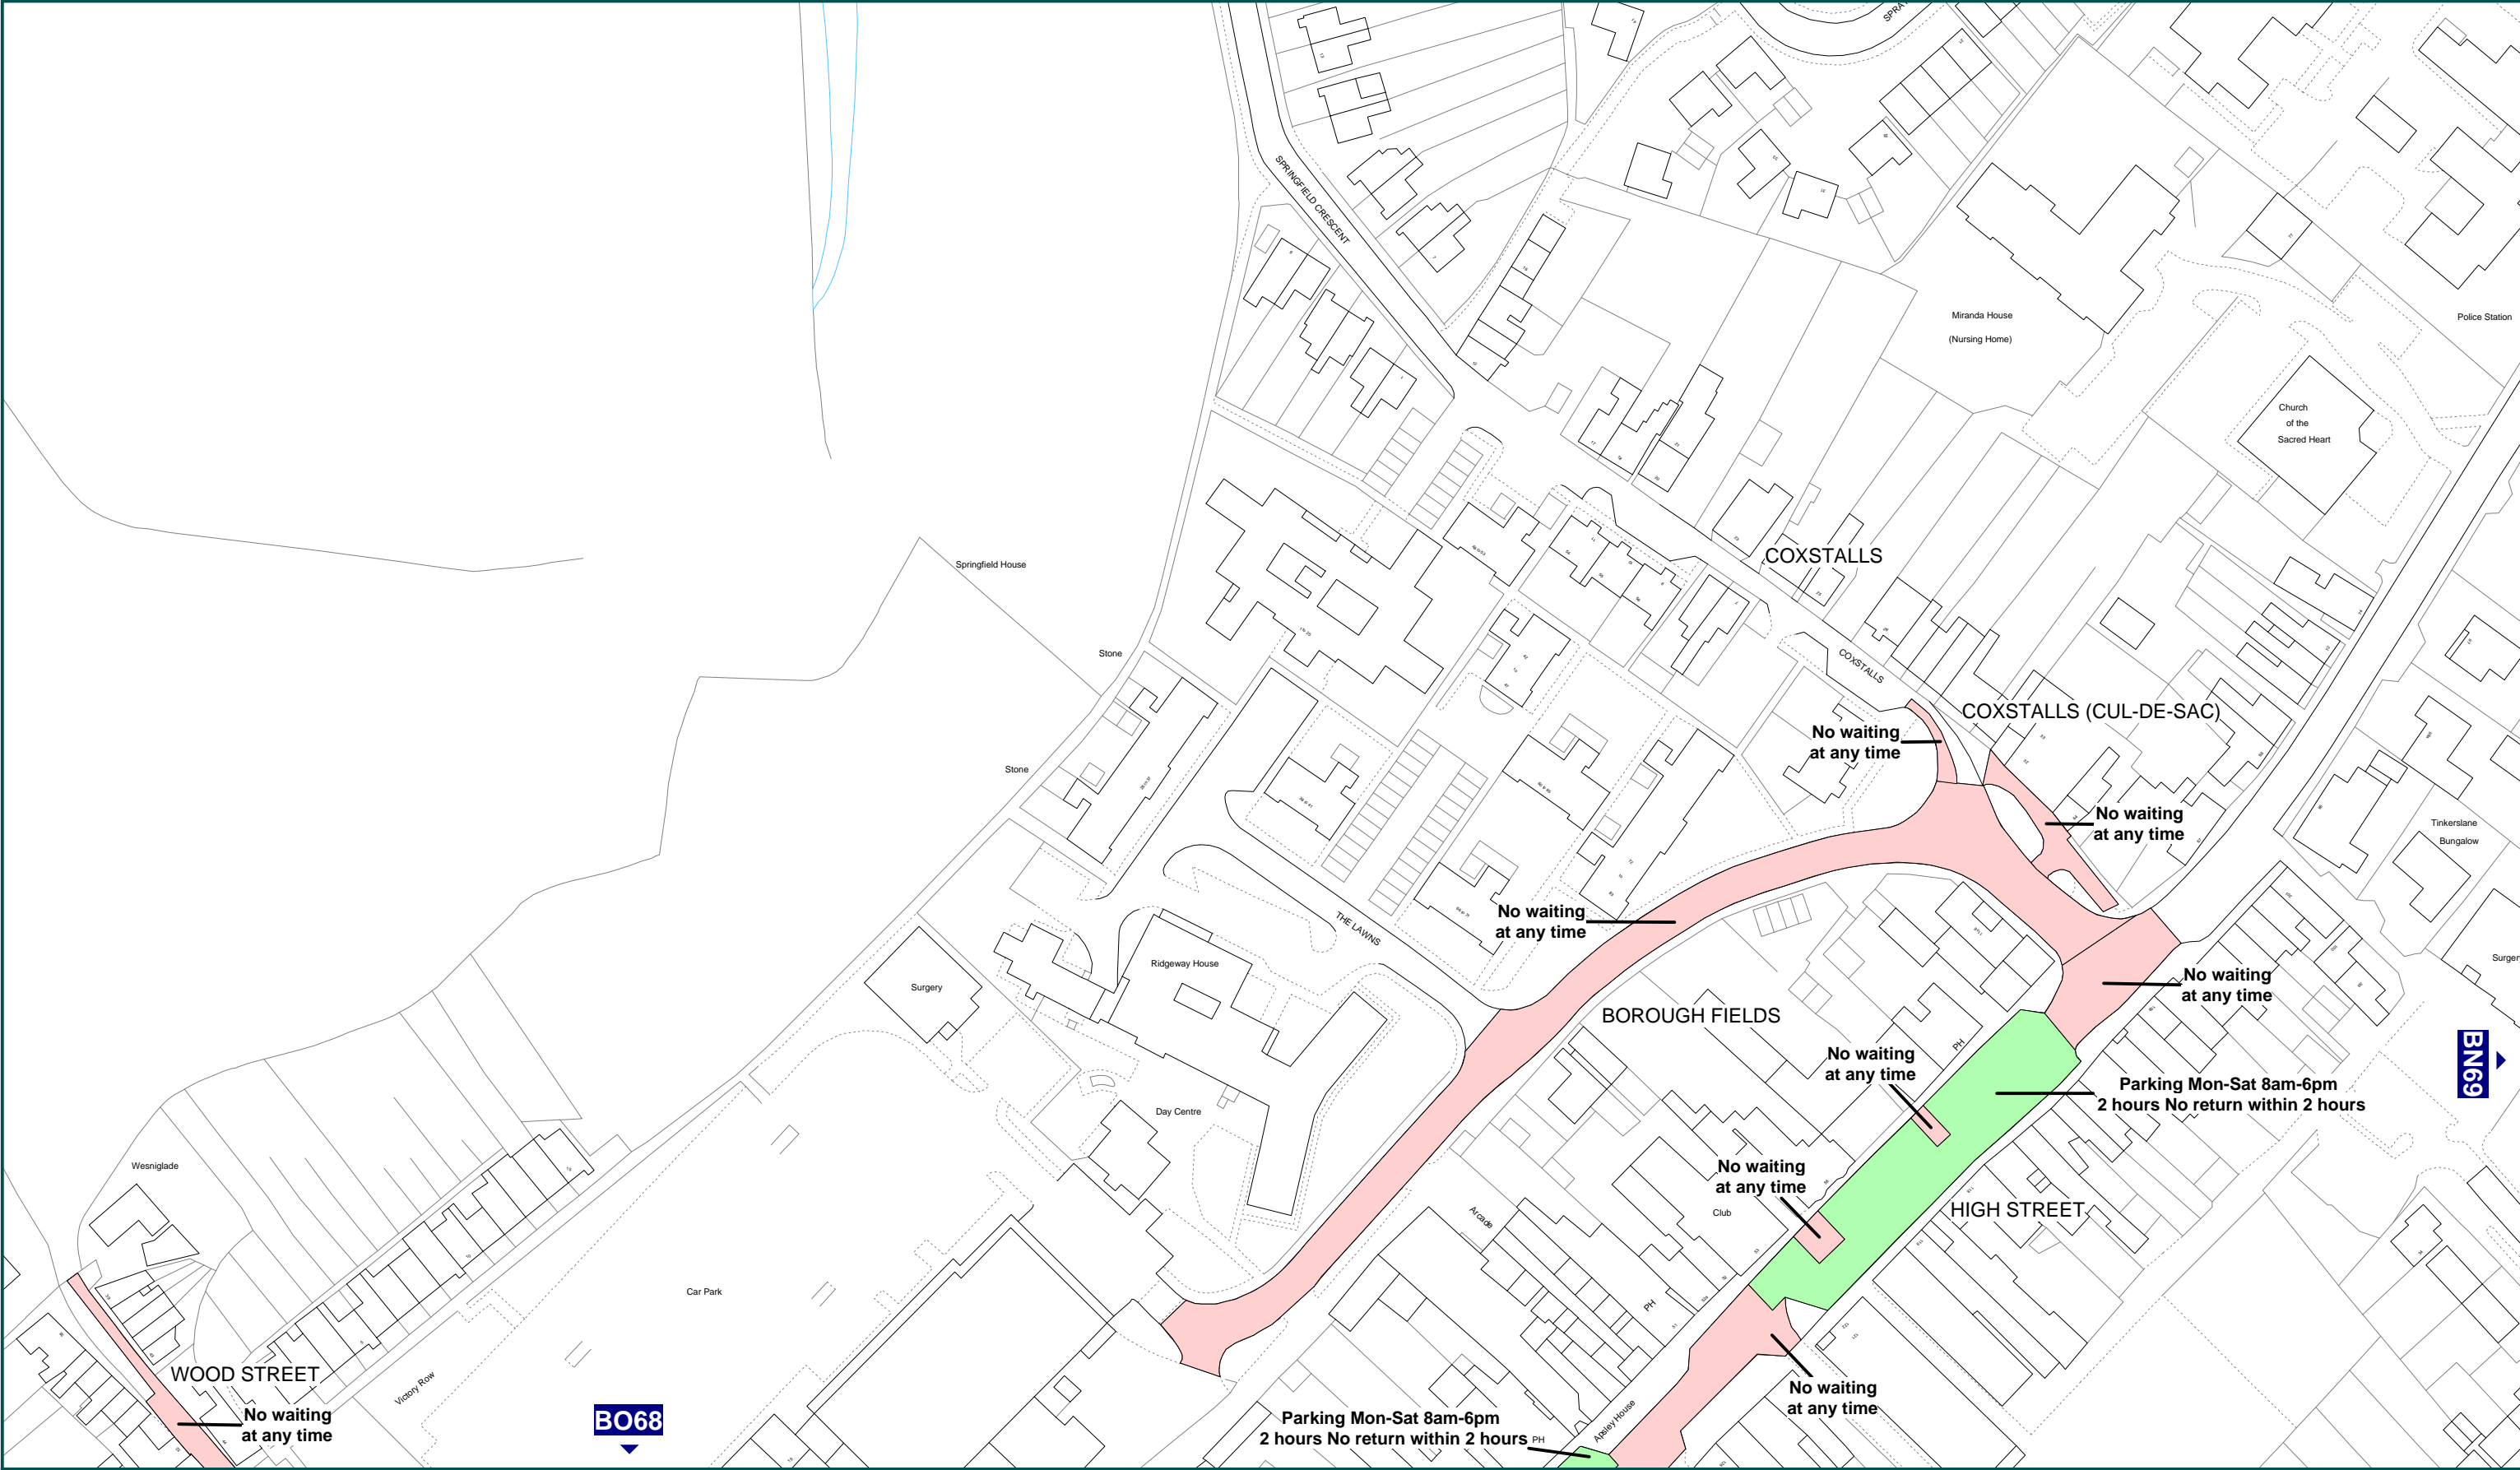 SPRINGFIELD CRESCENT
Miranda House
(Nursing Home)
Police Station
Church
of the
Sacred Heart
COXSTALLS
Springfield House
Stone
COXSTALLS
COXSTALLS (CUL-DE-SAC)
No waiting
at any time
Stone
No waiting
at any time
Tinkerslane
Bungalow
No waiting
at any time
THE LAWNS
Ridgeway House
Surgery
No waiting
at any time
Surgery
BOROUGH FIELDS
PH
No waiting
at any time
BN69
Parking Mon-Sat 8am-6pm
2 hours No return within 2 hours
Day Centre
Wesniglade
No waiting
at any time
Club
Arcade
HIGH STREET
Car Park
PH
WOOD STREET
Victory Row
No waiting
at any time
No waiting
at any time
BO68
Apsley House
Parking Mon-Sat 8am-6pm
2 hours No return within 2 hours
PH